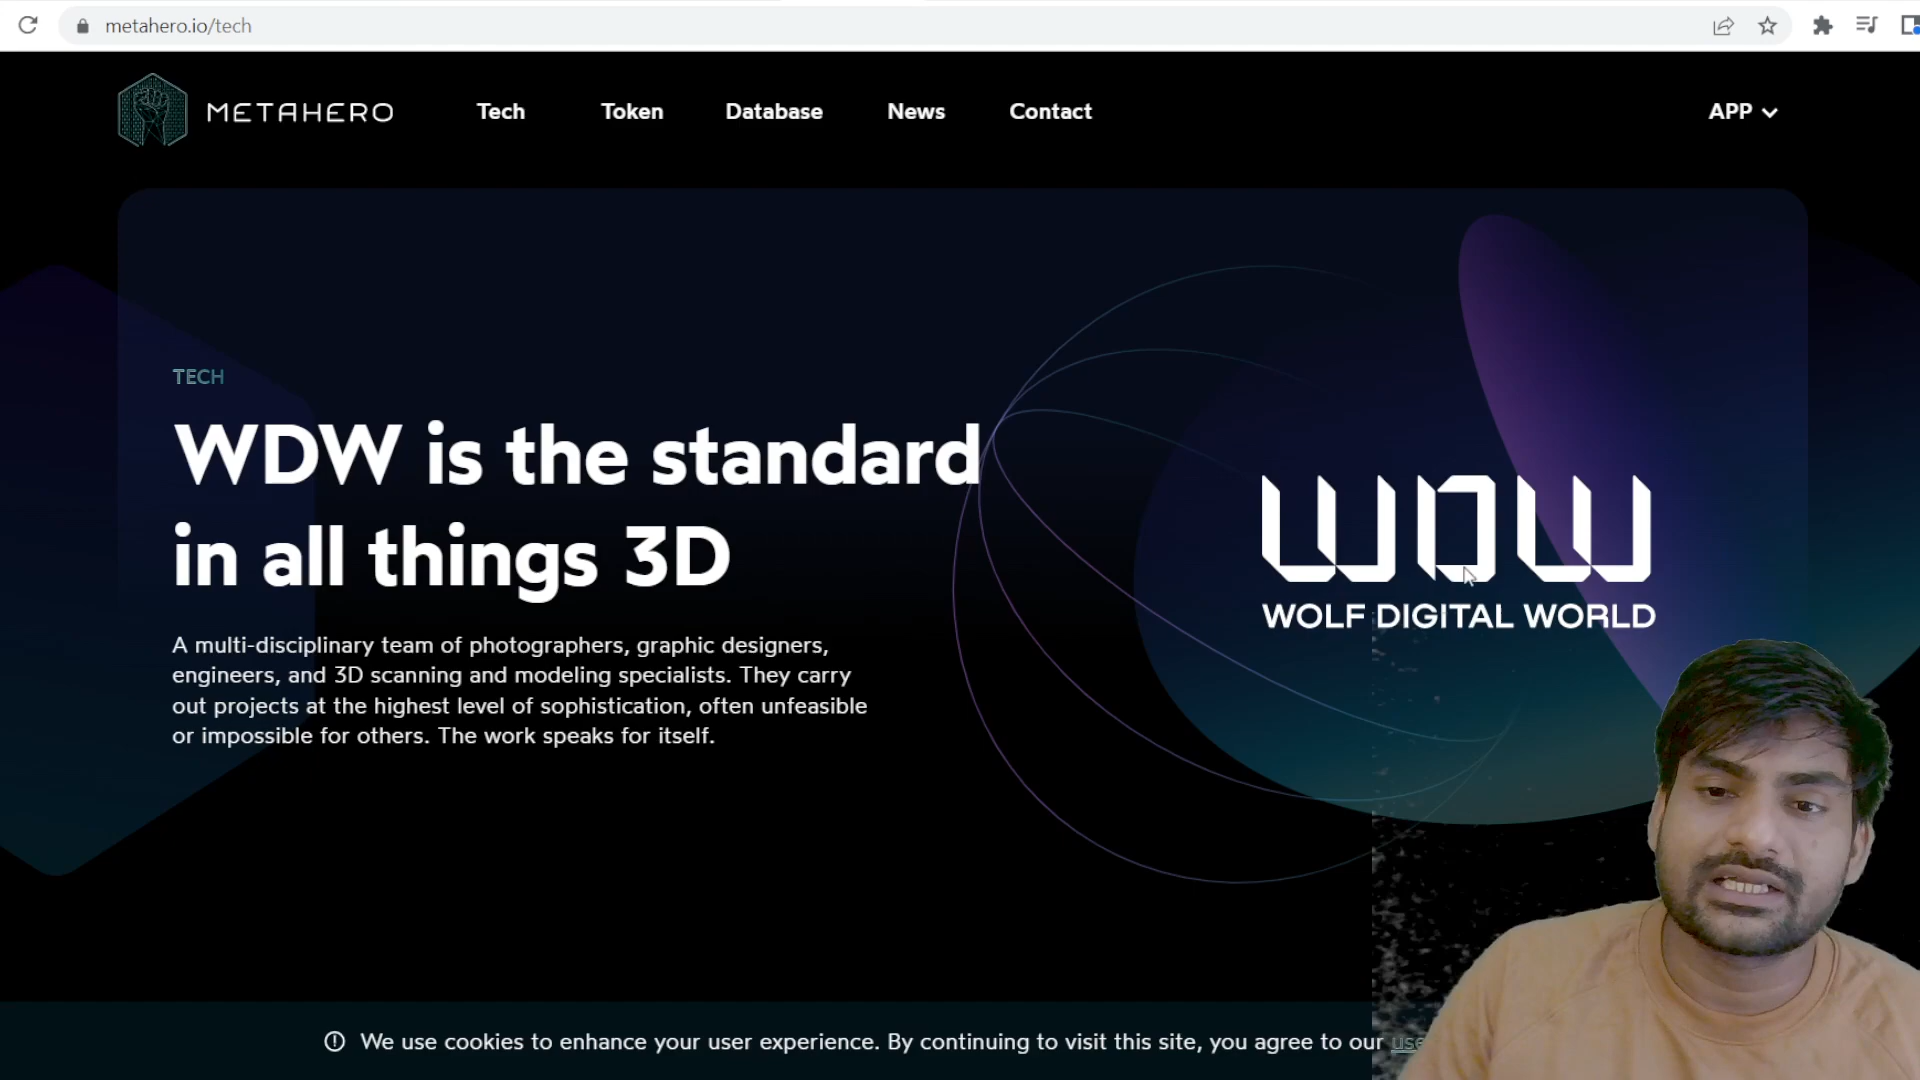 metahero.io/tech
METAHERO
Tech
Token
Database
News
Contact
APP
TECH
WDW is the standard
in all things 3D
A multi-disciplinary team of photographers, graphic designers,
engineers, and 3D scanning and modeling specialists. They carry
out projects at the highest level of sophistication, often unfeasible
or impossible for others. The work speaks for itself.
WDW
WOLF DIGITAL WORLD
We use cookies to enhance your user experience. By continuing to visit this site, you agree to our use